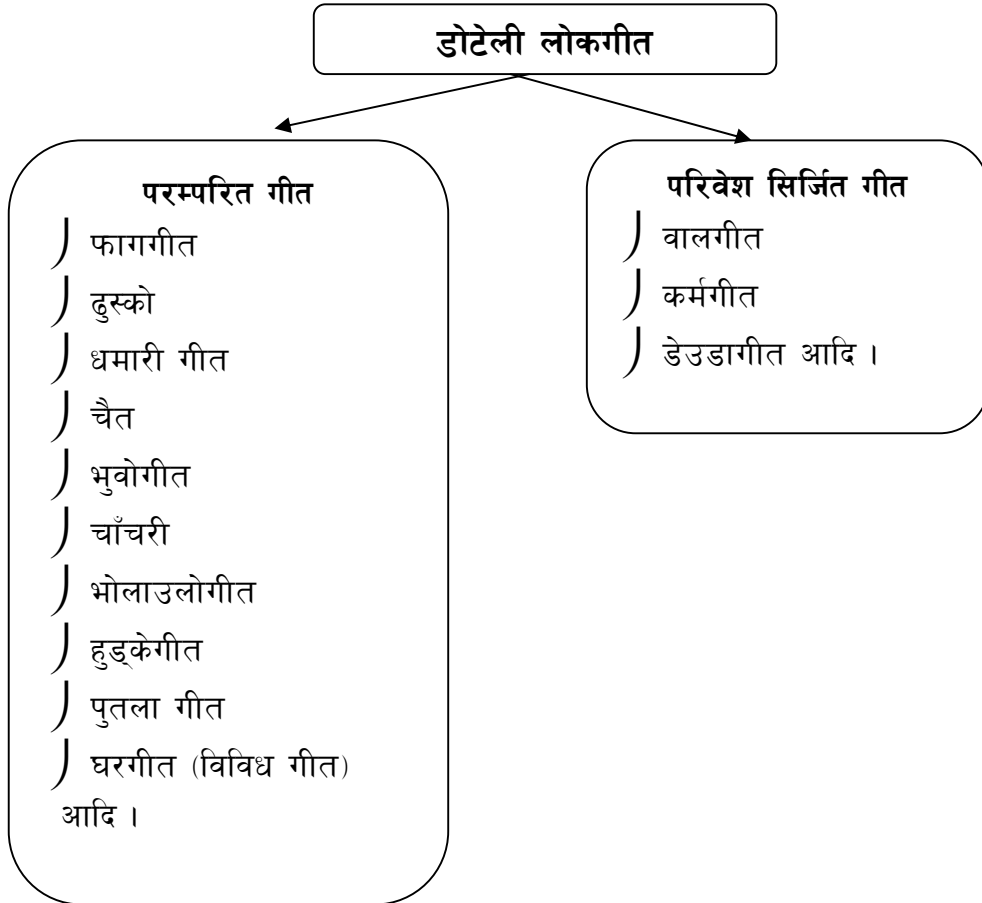 डोटेली लोकगीत
परम्परित गीत
फागगीत
ढुस्को
धमारी गीत
चैत
भुवोगीत
चाँचरी
भोलाउलोगीत
हुड्केगीत
पुतला गीत
घरगीत (विविध गीत)
आदि ।
परिवेश सिर्जित गीत
वालगीत
कर्मगीत
डेउडागीत आदि ।